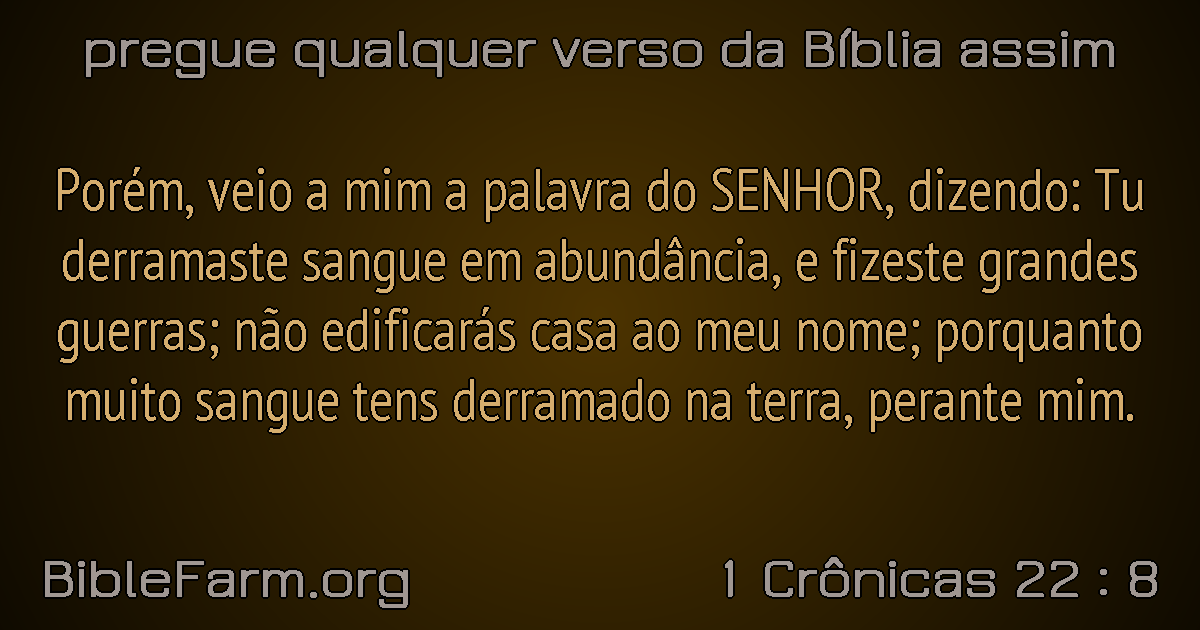 pregue qualquer verso da Bíblia assim
Porém, veio a mim a palavra do SENHOR, dizendo: Tu
derramaste sangue em abundância, e fizeste grandes
guerras; não edificarás casa ao meu nome; porquanto
muito sangue tens derramado na terra, perante mim.
BibleFarm.org
1 Crônicas 22 : 8